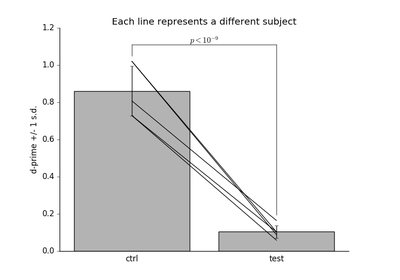 Each line represents a different subject
1.2
p < 10⁻⁹
1.0
0.8
0.6
0.4
0.2
0.0
d-prime +/- 1 s.d.
ctrl
test